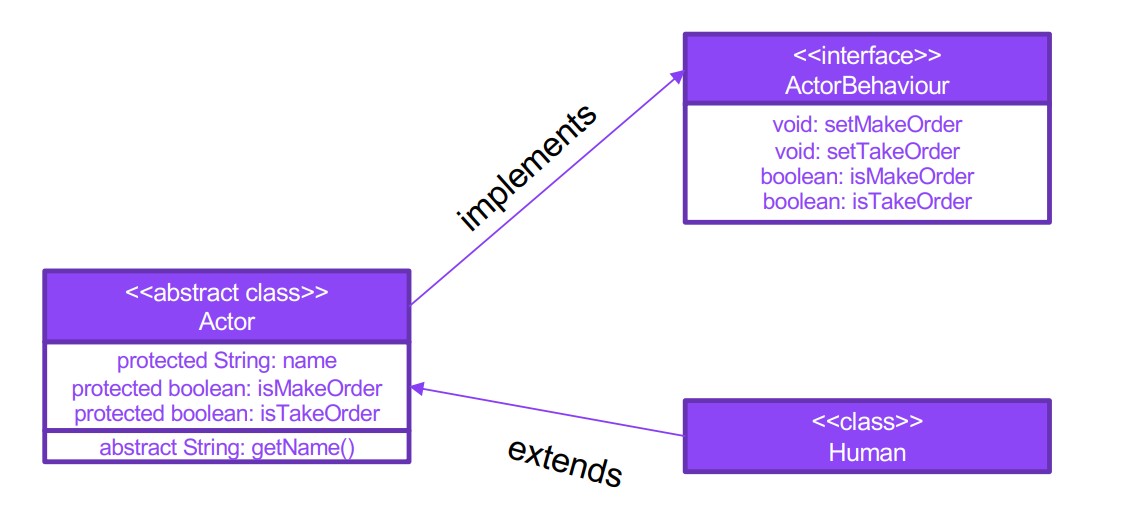 <<interface>>
ActorBehaviour
void: setMakeOrder
void: setTakeOrder
boolean: isMakeOrder
boolean: isTakeOrder
implements
<<abstract class>>
Actor
protected String: name
protected boolean: isMakeOrder
protected boolean: isTakeOrder
abstract String: getName()
extends
<<class>>
Human